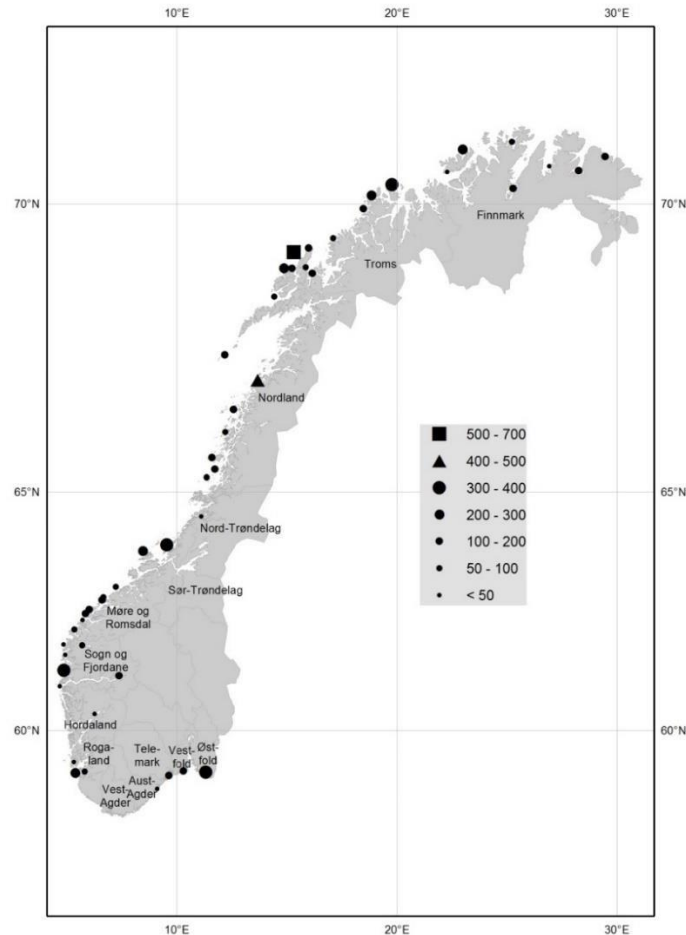 10°E 20°E 30°E
70°N 70°N
Finnmark
Troms
Nordland
500 - 700
400 - 500
300 - 400
65°N 65°N
200 - 300
Nord-Trøndelag
100 - 200
50 - 100
Sør-Trøndelag
< 50
Møre og
Romsdal
Sogn og
Fjordane
Hordaland
60°N 60°N
Roga-
land
Tele-
mark
Vest-
fold
Øst-
fold
Aust-
Agder
Vest-
Agder
10°E 20°E 30°E